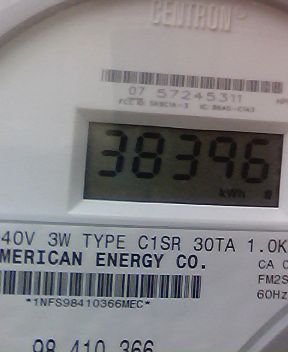 CENTRON
07 57245311
38396
kWh
40V 3W TYPE C1SR 30TA 1.0K
MERICAN ENERGY CO.
CA 0
FM2S
60Hz
*1NFS98410366MEC*
98 410 366